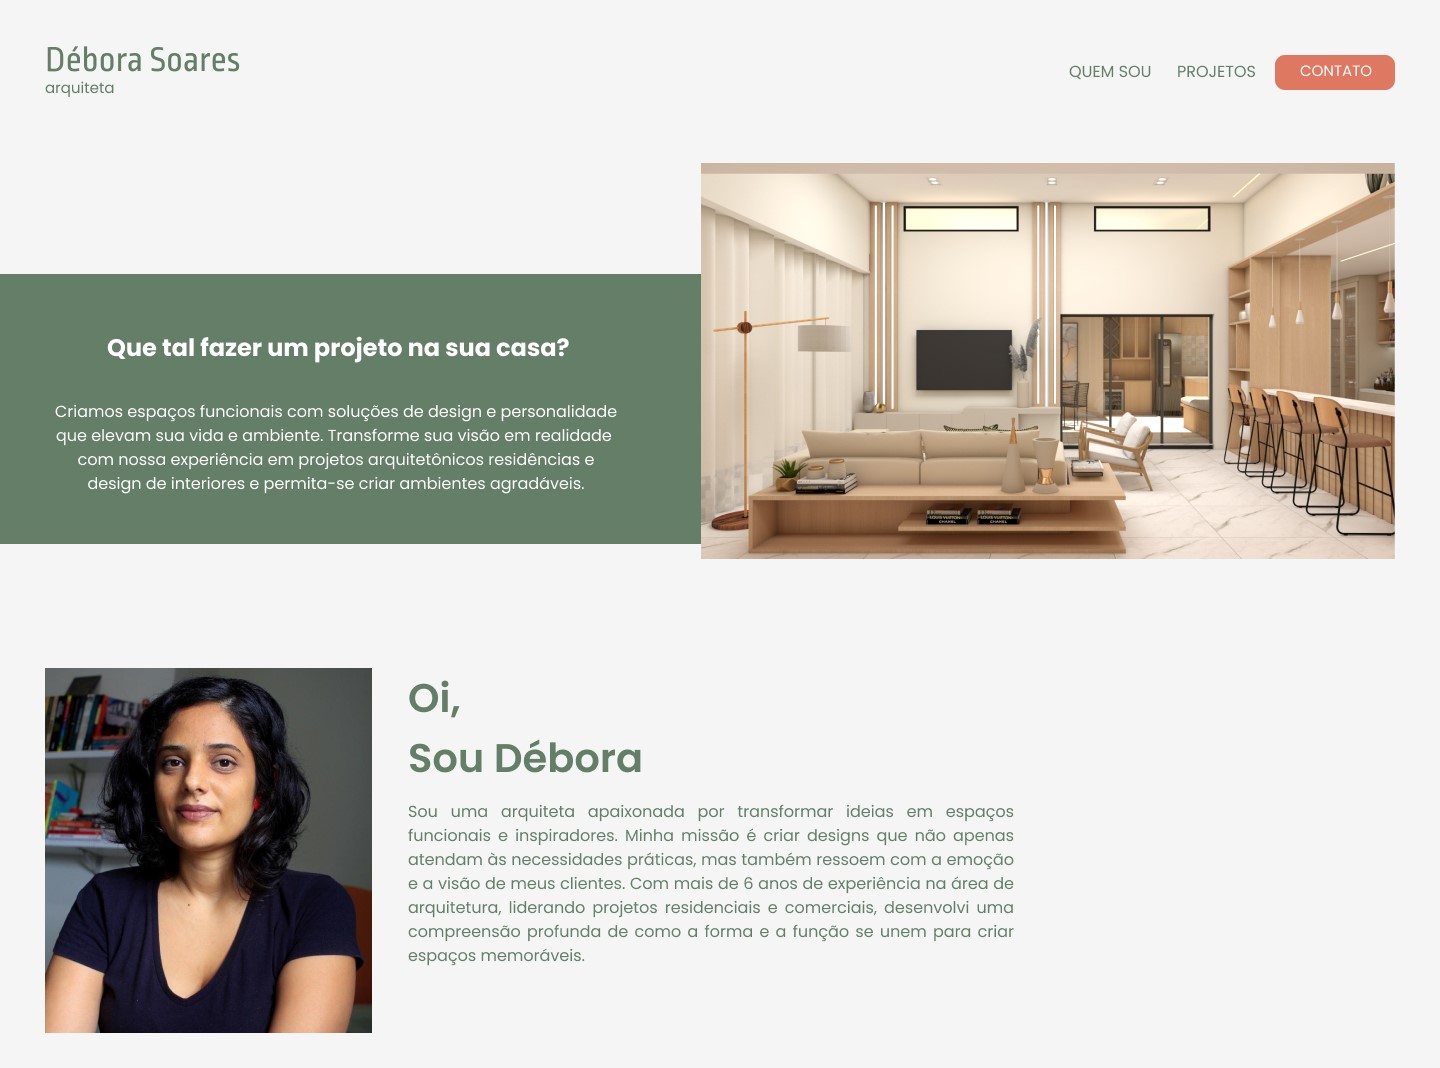 Débora Soares
arquiteta
QUEM SOU
PROJETOS
CONTATO
Que tal fazer um projeto na sua casa?
Criamos espaços funcionais com soluções de design e personalidade
que elevam sua vida e ambiente. Transforme sua visão em realidade
com nossa experiência em projetos arquitetônicos residências e
design de interiores e permita-se criar ambientes agradáveis.
Oi,
Sou Débora
Sou uma arquiteta apaixonada por transformar ideias em espaços
funcionais e inspiradores. Minha missão é criar designs que não apenas
atendam às necessidades práticas, mas também ressoem com a emoção
e a visão de meus clientes. Com mais de 6 anos de experiência na área de
arquitetura, liderando projetos residenciais e comerciais, desenvolvi uma
compreensão profunda de como a forma e a função se unem para criar
espaços memoráveis.